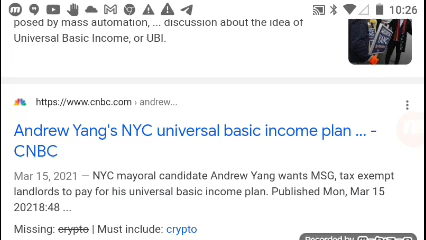 10:26
posed by mass automation, ... discussion about the idea of
Universal Basic Income, or UBI.
https://www.cnbc.com › andrew...
Andrew Yang's NYC universal basic income plan ... -
CNBC
Mar 15, 2021 — NYC mayoral candidate Andrew Yang wants MSG, tax exempt
landlords to pay for his universal basic income plan. Published Mon, Mar 15
20218:48 ...
Missing: crypto | Must include: crypto
Recorded by